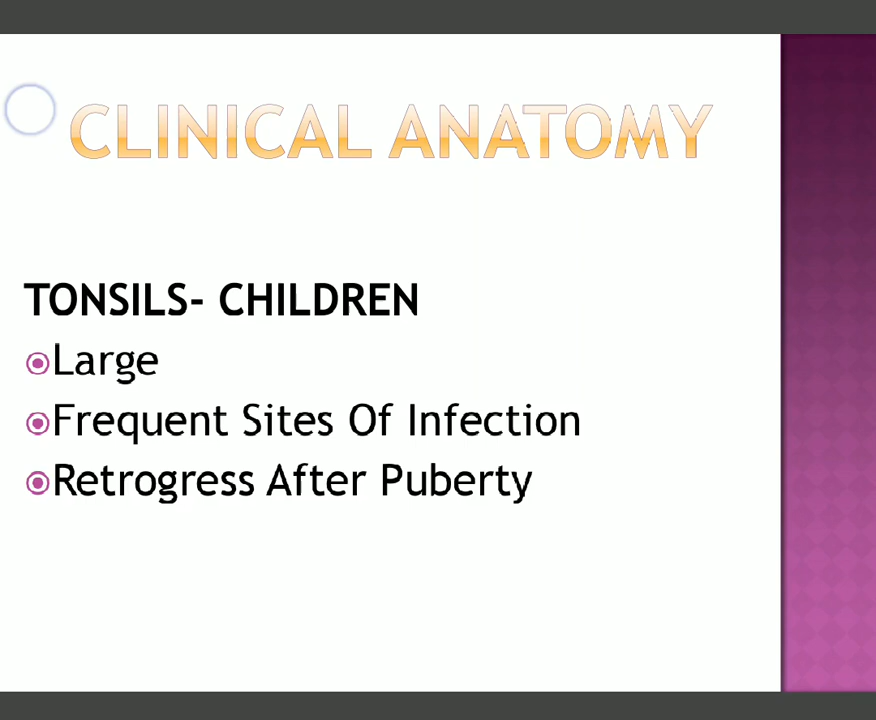 CLINICAL ANATOMY
TONSILS- CHILDREN
Large
Frequent Sites Of Infection
Retrogress After Puberty